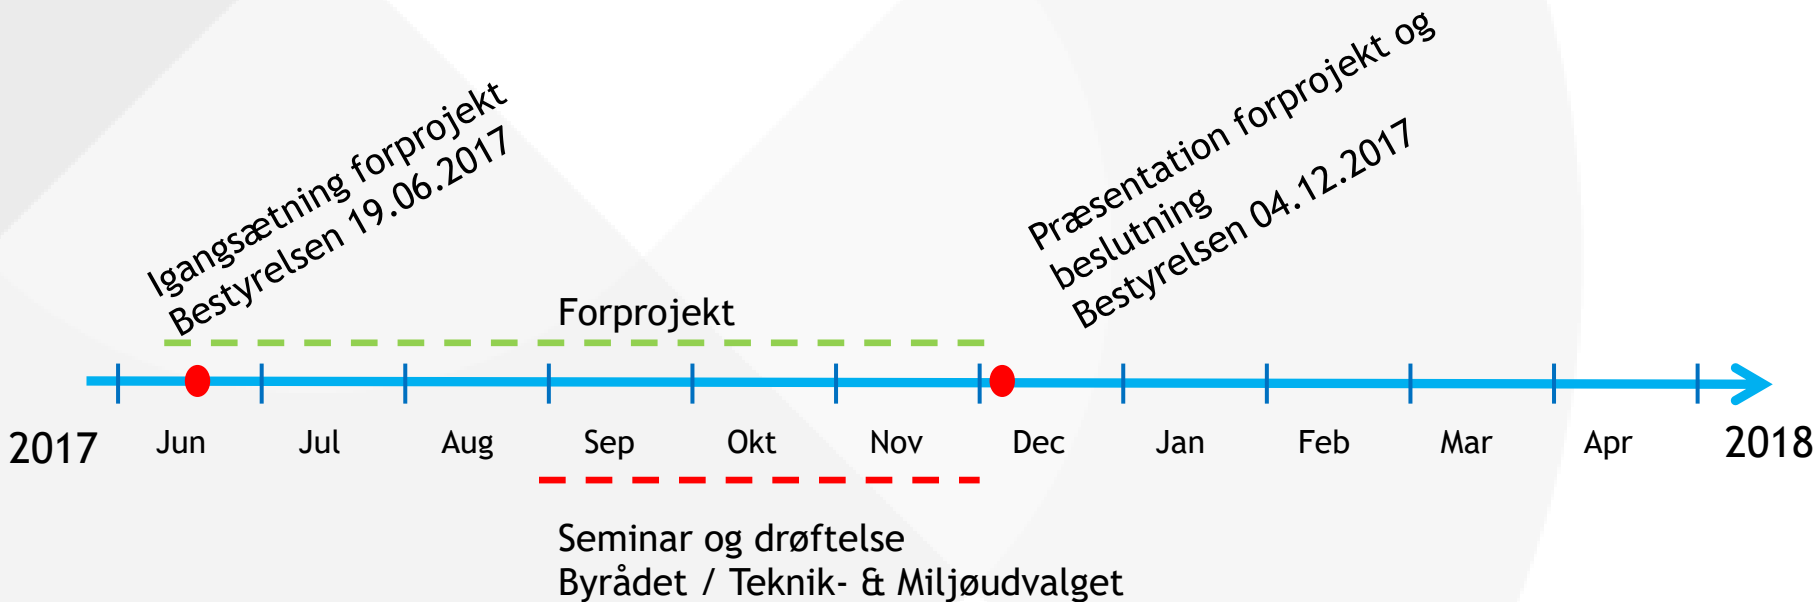 Igangsætning forprojekt
Bestyrelsen 19.06.2017
Præsentation forprojekt og
beslutning
Bestyrelsen 04.12.2017
Forprojekt
2017 Jun Jul Aug Sep Okt Nov Dec Jan Feb Mar Apr 2018
Seminar og drøftelse
Byrådet / Teknik- & Miljøudvalget